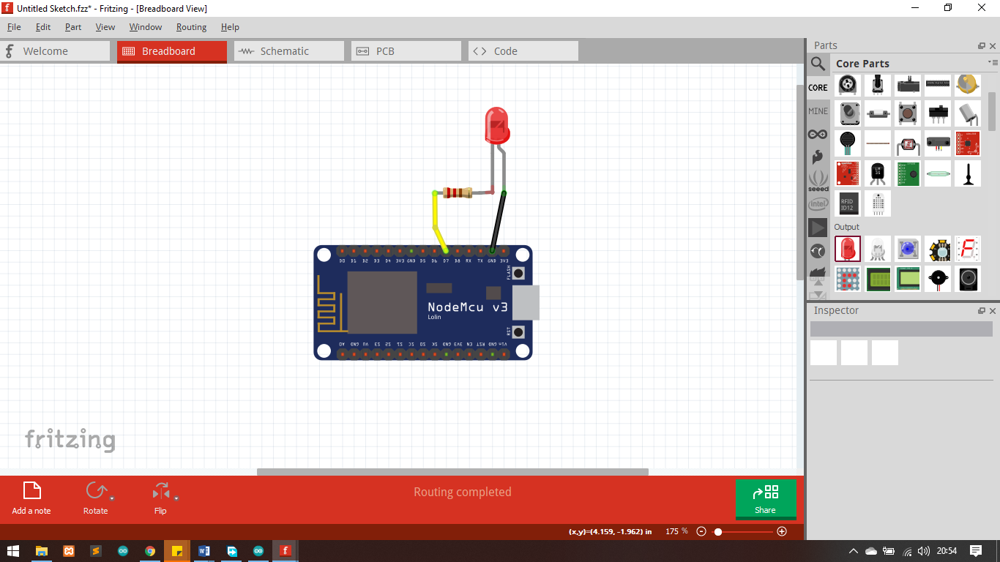 Untitled Sketch.fzz* - Fritzing - [Breadboard View]
File Edit Part View Window Routing Help
Welcome Breadboard Schematic PCB Code
Parts
Core Parts
CORE
MINE
seeed
intel
LM
35
RFID
ID12
Output
D0 D1 D2 D3 D4 3V3 GND D5 D6 D7 D8 RX TX GND 3V3
FLASH
NodeMcu v3
Lolin
RST
A0 GND VU S3 S2 S1 SC S0 SK GND 3V3 EN RST GND Vin
Inspector
fritzing
Routing completed
Add a note Rotate Flip Share
(x,y)=(4.159, -1.962) in 175 %
20:54